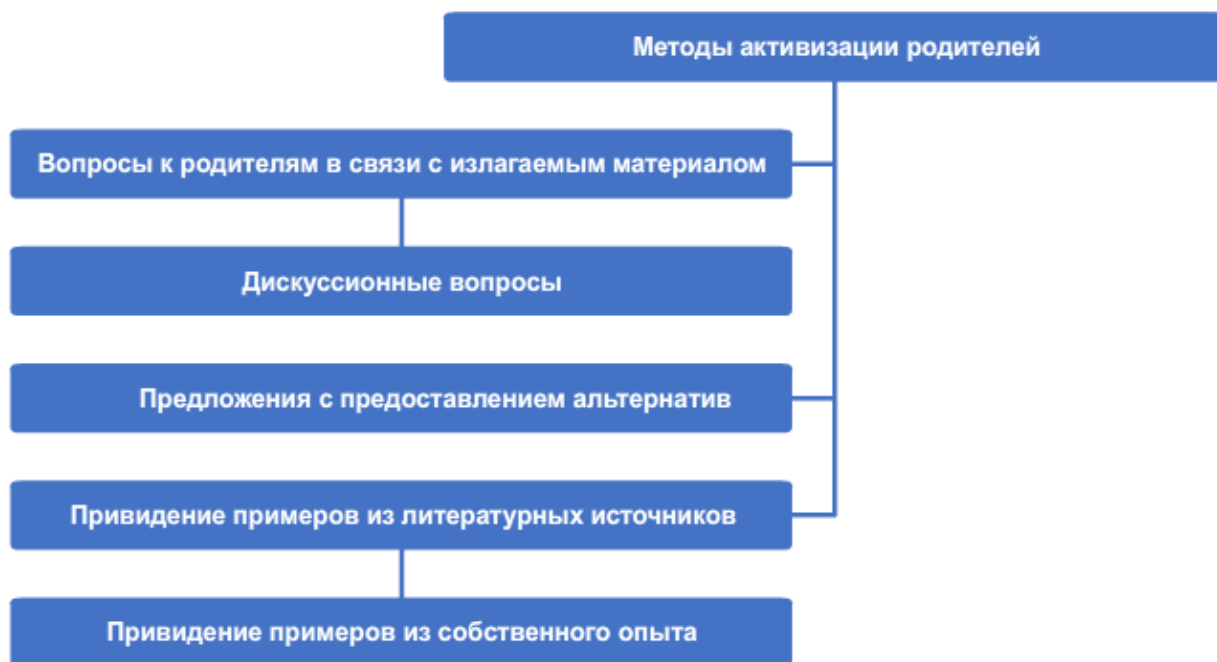 Методы активизации родителей
Вопросы к родителям в связи с излагаемым материалом
Дискуссионные вопросы
Предложения с предоставлением альтернатив
Привидение примеров из литературных источников
Привидение примеров из собственного опыта